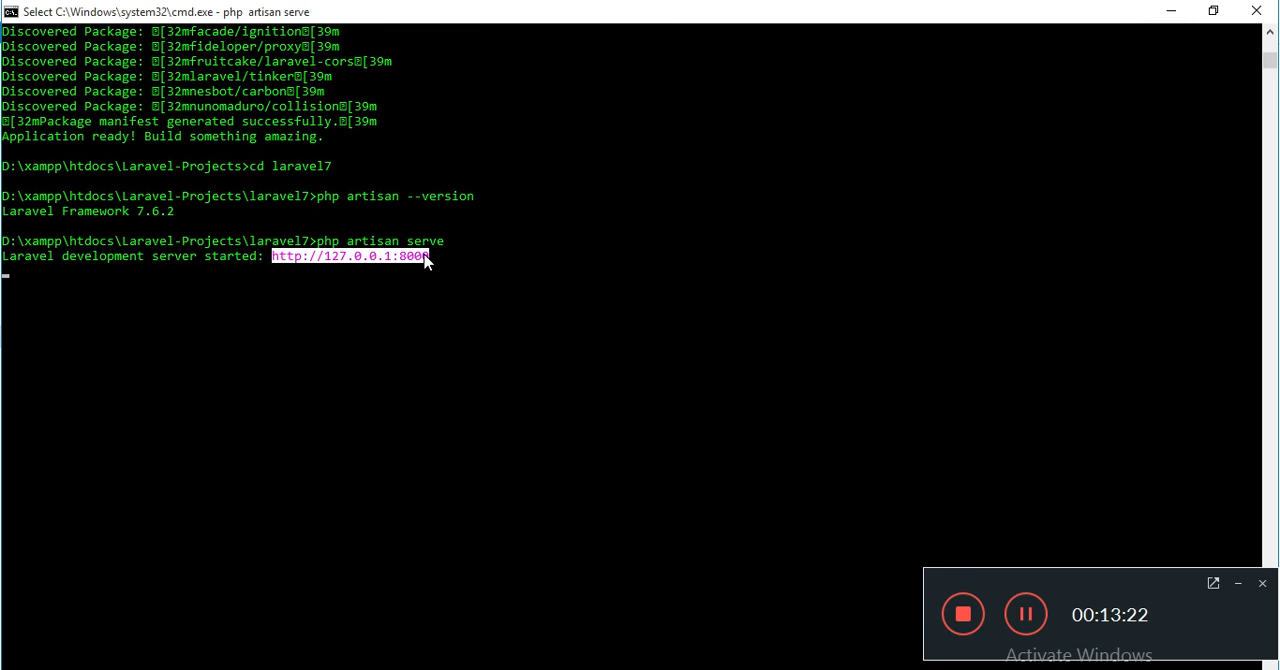 Select C:\Windows\system32\cmd.exe - php  artisan serve
Discovered Package: [32mfacade/ignition[39m
Discovered Package: [32mfideloper/proxy[39m
Discovered Package: [32mfruitcake/laravel-cors[39m
Discovered Package: [32mlaravel/tinker[39m
Discovered Package: [32mnesbot/carbon[39m
Discovered Package: [32mnunomaduro/collision[39m
[32mPackage manifest generated successfully.[39m
Application ready! Build something amazing.
D:\xampp\htdocs\Laravel-Projects>cd laravel7
D:\xampp\htdocs\Laravel-Projects\laravel7>php artisan --version
Laravel Framework 7.6.2
D:\xampp\htdocs\Laravel-Projects\laravel7>php artisan serve
Laravel development server started: http://127.0.0.1:8000
00:13:22
Activate Windows